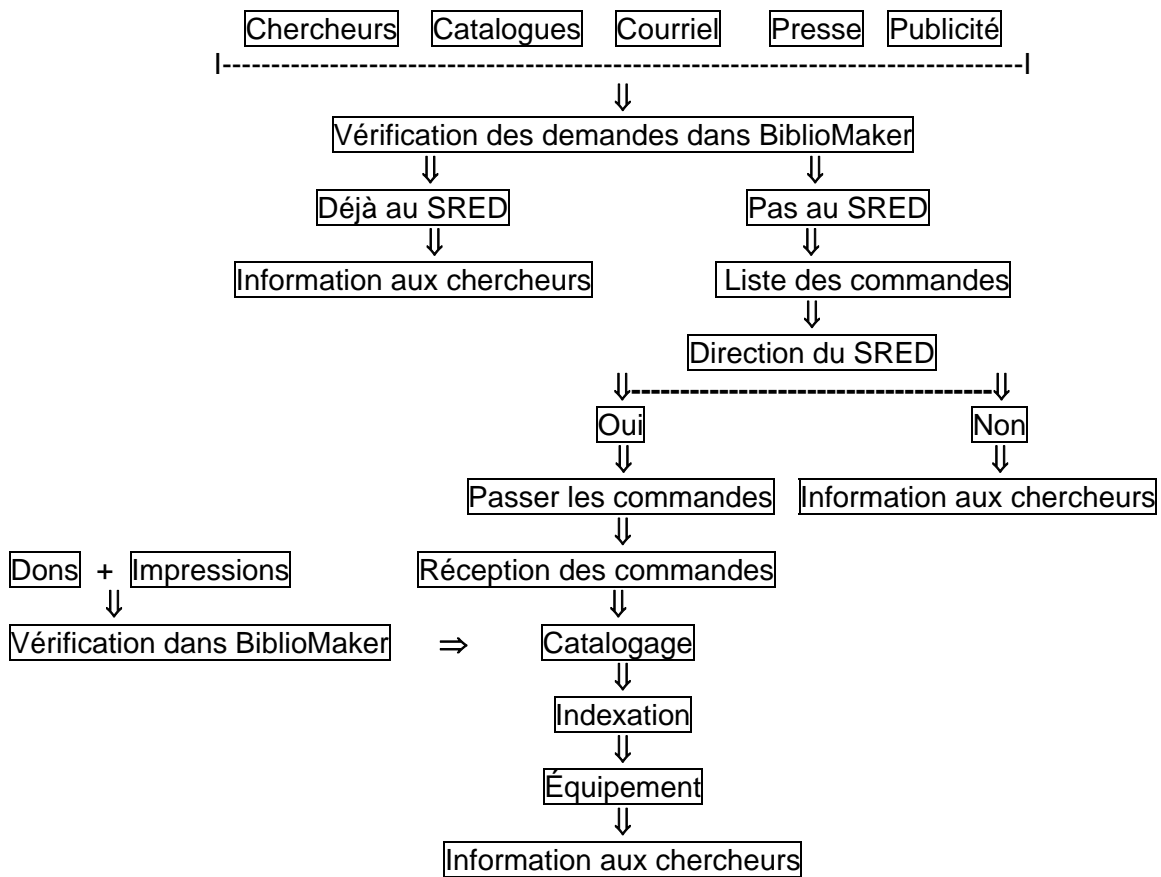 Chercheurs Catalogues Courriel Presse Publicité
Vérification des demandes dans BiblioMaker
Déjà au SRED Pas au SRED
Information aux chercheurs Liste des commandes
Direction du SRED
Oui Non
Passer les commandes Information aux chercheurs
Dons + Impressions Réception des commandes
Vérification dans BiblioMaker ⇒ Catalogage
Indexation
Équipement
Information aux chercheurs